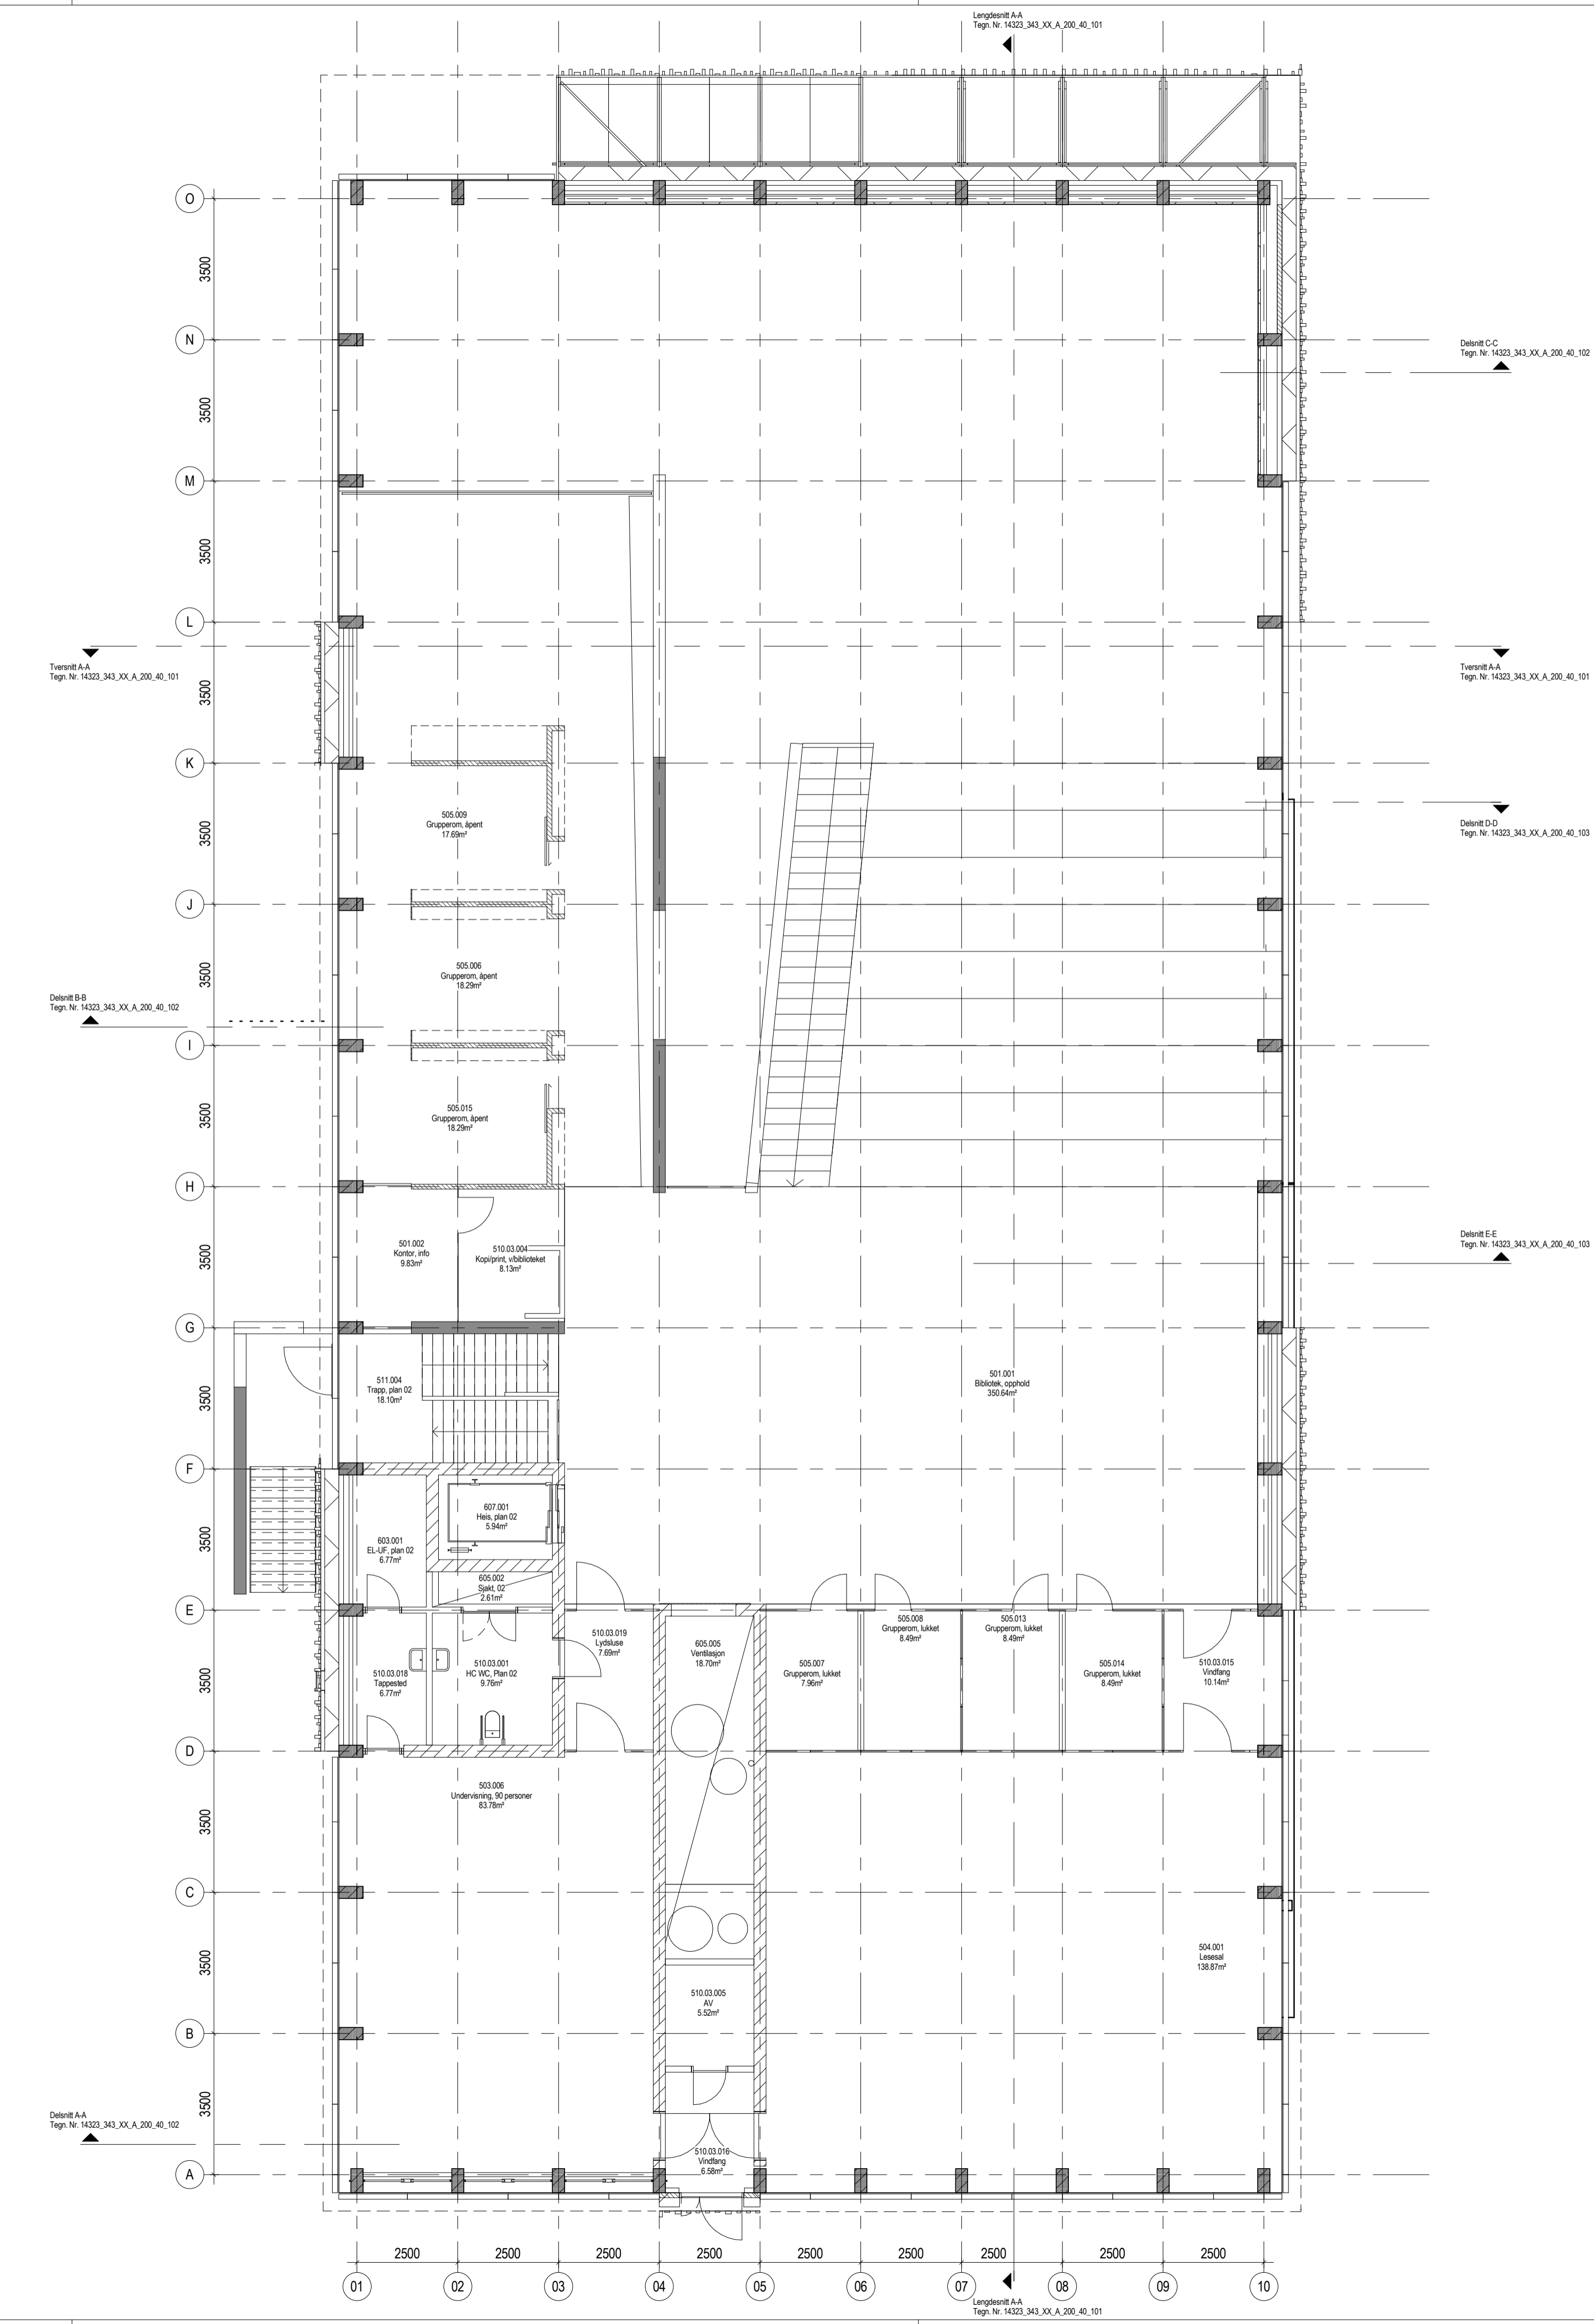 Lengdesnitt A-A
Tegn. Nr. 14323_343_XX_A_200_40_101
O
3500
N
Delsnitt C-C
Tegn. Nr. 14323_343_XX_A_200_40_102
3500
M
3500
L
Tversnitt A-A
Tegn. Nr. 14323_343_XX_A_200_40_101
Tversnitt A-A
Tegn. Nr. 14323_343_XX_A_200_40_101
3500
K
505.009
Grupperom, åpent
17.69m²
3500
Delsnitt D-D
Tegn. Nr. 14323_343_XX_A_200_40_103
J
505.006
Grupperom, åpent
18.29m²
3500
Delsnitt B-B
Tegn. Nr. 14323_343_XX_A_200_40_102
I
505.015
Grupperom, åpent
18.29m²
3500
H
501.002
Kontor, info
9.83m²
510.03.004
Kopi/print, v/biblioteket
8.13m²
3500
Delsnitt E-E
Tegn. Nr. 14323_343_XX_A_200_40_103
G
511.004
Trapp, plan 02
18.10m²
501.001
Bibliotek, opphold
350.64m²
3500
F
607.001
Heis, plan 02
5.94m²
603.001
EL-UF, plan 02
6.77m²
3500
605.002
Sjakt, 02
2.61m²
E
510.03.018
Tappested
6.77m²
510.03.001
HC WC, Plan 02
9.76m²
510.03.019
Lydsluse
7.69m²
605.005
Ventilasjon
18.70m²
505.007
Grupperom, lukket
7.96m²
505.008
Grupperom, lukket
8.49m²
505.013
Grupperom, lukket
8.49m²
505.014
Grupperom, lukket
8.49m²
510.03.015
Vindfang
10.14m²
3500
D
503.006
Undervisning, 90 personer
83.78m²
3500
C
504.001
Lesesal
138.87m²
3500
510.03.005
AV
5.52m²
B
3500
Delsnitt A-A
Tegn. Nr. 14323_343_XX_A_200_40_102
510.03.016
Vindfang
6.58m²
A
2500 2500 2500 2500 2500 2500 2500 2500 2500
01 02 03 04 05 06 07 08 09 10
Lengdesnitt A-A
Tegn. Nr. 14323_343_XX_A_200_40_101